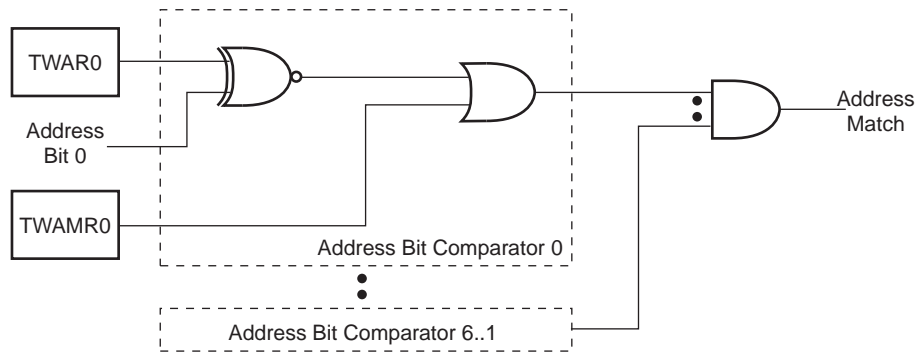 TWAR0
Address
Bit 0
TWAMR0
Address Bit Comparator 0
Address Bit Comparator 6..1
Address
Match